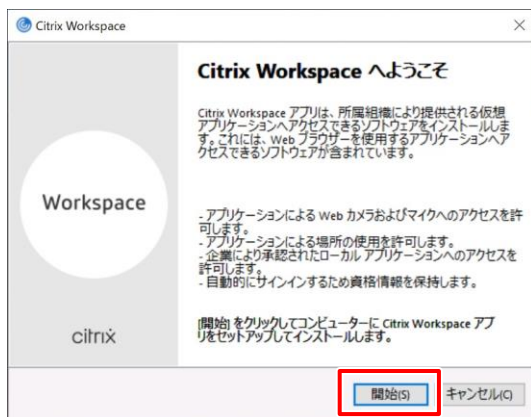 Citrix Workspace
Citrix Workspace へようこそ
Citrix Workspace アプリは、所属組織により提供される仮想
アプリケーションへアクセスできるソフトウェアをインストールしま
す。これには、Web ブラウザーを使用するアプリケーションへア
クセスできるソフトウェアが含まれています。
Workspace
- アプリケーションによる Web カメラおよびマイクへのアクセスを許
可します。
- アプリケーションによる場所の使用を許可します。
- 企業により承認されたローカル アプリケーションへのアクセスを
許可します。
- 自動的にサインインするため資格情報を保持します。
[開始] をクリックしてコンピューターに Citrix Workspace アプ
リをセットアップしてインストールします。
citrix
開始(S)
キャンセル(C)